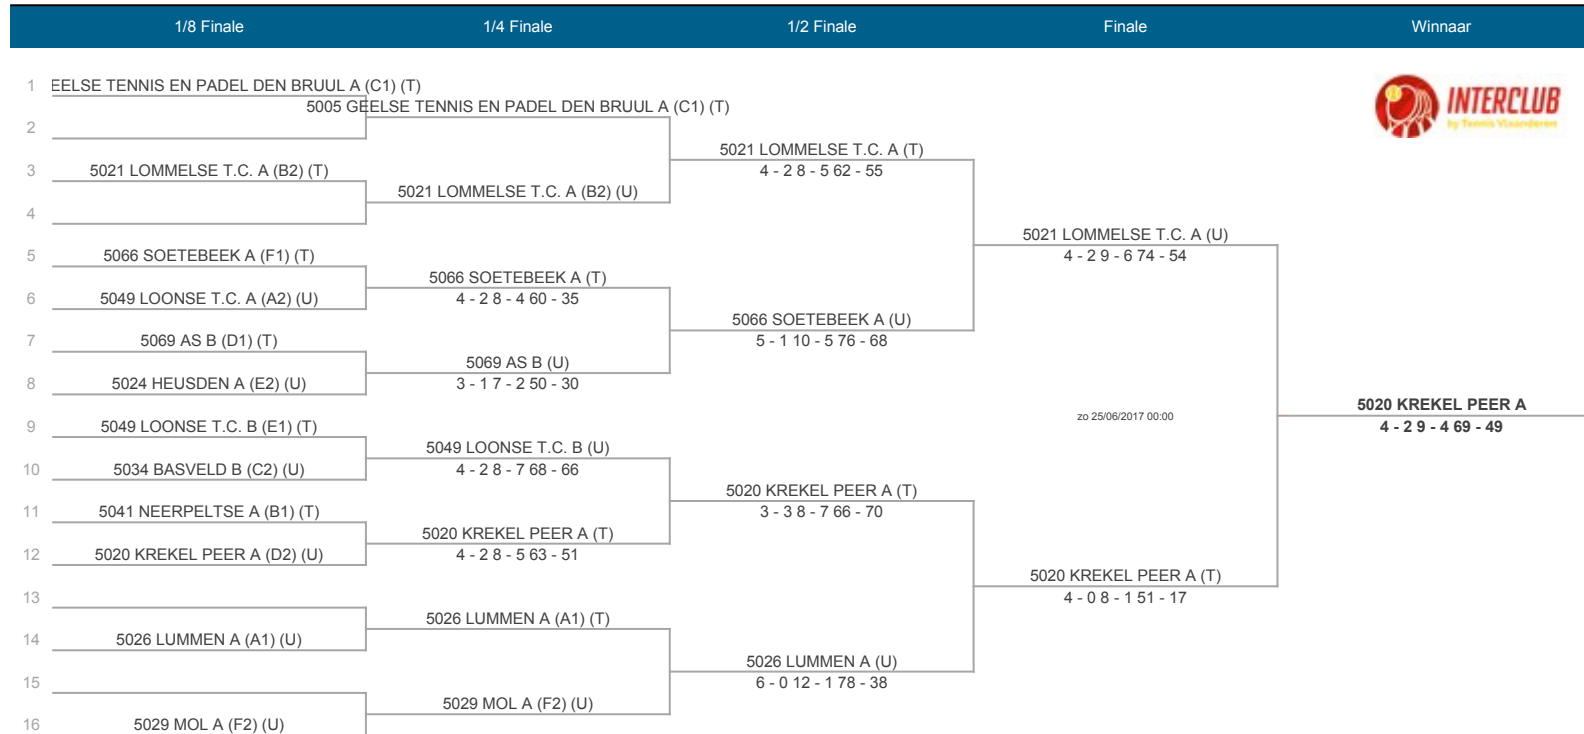 1/8 Finale 1/4 Finale 1/2 Finale Finale Winnaar
1 EELSE TENNIS EN PADEL DEN BRUUL A (C1) (T)
INTERCLUB
by Tennis Vlaanderen
5005 GEELSE TENNIS EN PADEL DEN BRUUL A (C1) (T)
2
5021 LOMMELSE T.C. A (T)
3 5021 LOMMELSE T.C. A (B2) (T)
4 - 2 8 - 5 62 - 55
5021 LOMMELSE T.C. A (B2) (U)
4
5021 LOMMELSE T.C. A (U)
5 5066 SOETEBEEK A (F1) (T)
4 - 2 9 - 6 74 - 54
5066 SOETEBEEK A (T)
6 5049 LOONSE T.C. A (A2) (U)
4 - 2 8 - 4 60 - 35
5066 SOETEBEEK A (U)
7 5069 AS B (D1) (T)
5 - 1 10 - 5 76 - 68
5069 AS B (U)
8 5024 HEUSDEN A (E2) (U)
3 - 1 7 - 2 50 - 30
5020 KREKEL PEER A
zo 25/06/2017 00:00
9 5049 LOONSE T.C. B (E1) (T)
4 - 2 9 - 4 69 - 49
5049 LOONSE T.C. B (U)
10 5034 BASVELD B (C2) (U)
4 - 2 8 - 7 68 - 66
5020 KREKEL PEER A (T)
11 5041 NEERPELTSE A (B1) (T)
3 - 3 8 - 7 66 - 70
5020 KREKEL PEER A (T)
12 5020 KREKEL PEER A (D2) (U)
4 - 2 8 - 5 63 - 51
5020 KREKEL PEER A (T)
13
4 - 0 8 - 1 51 - 17
5026 LUMMEN A (A1) (T)
14 5026 LUMMEN A (A1) (U)
5026 LUMMEN A (U)
15
6 - 0 12 - 1 78 - 38
5029 MOL A (F2) (U)
16 5029 MOL A (F2) (U)